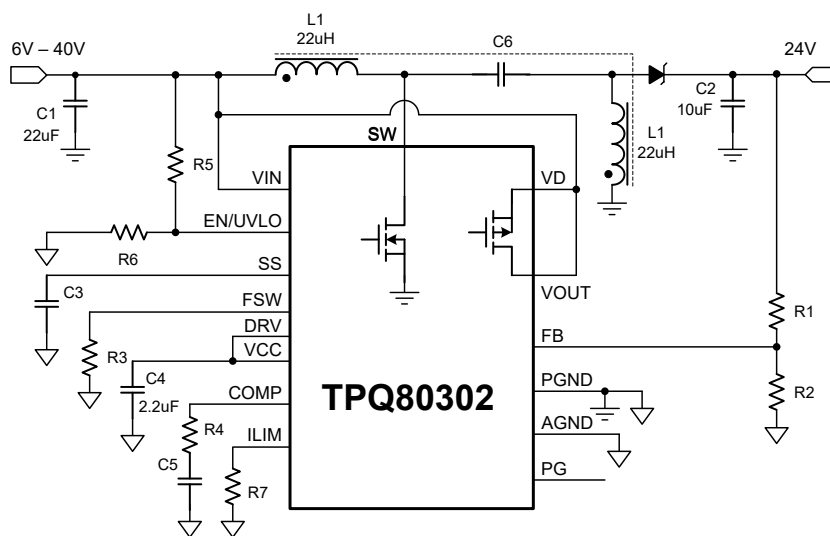 6V – 40V
L1
22uH
C6
24V
C1
22uF
C2
10uF
SW
L1
22uH
R5
VIN
VD
EN/UVLO
R6
SS
VOUT
C3
FSW
R1
DRV
FB
R3
VCC
C4
2.2uF
PGND
R2
COMP
TPQ80302
R4
AGND
ILIM
C5
PG
R7